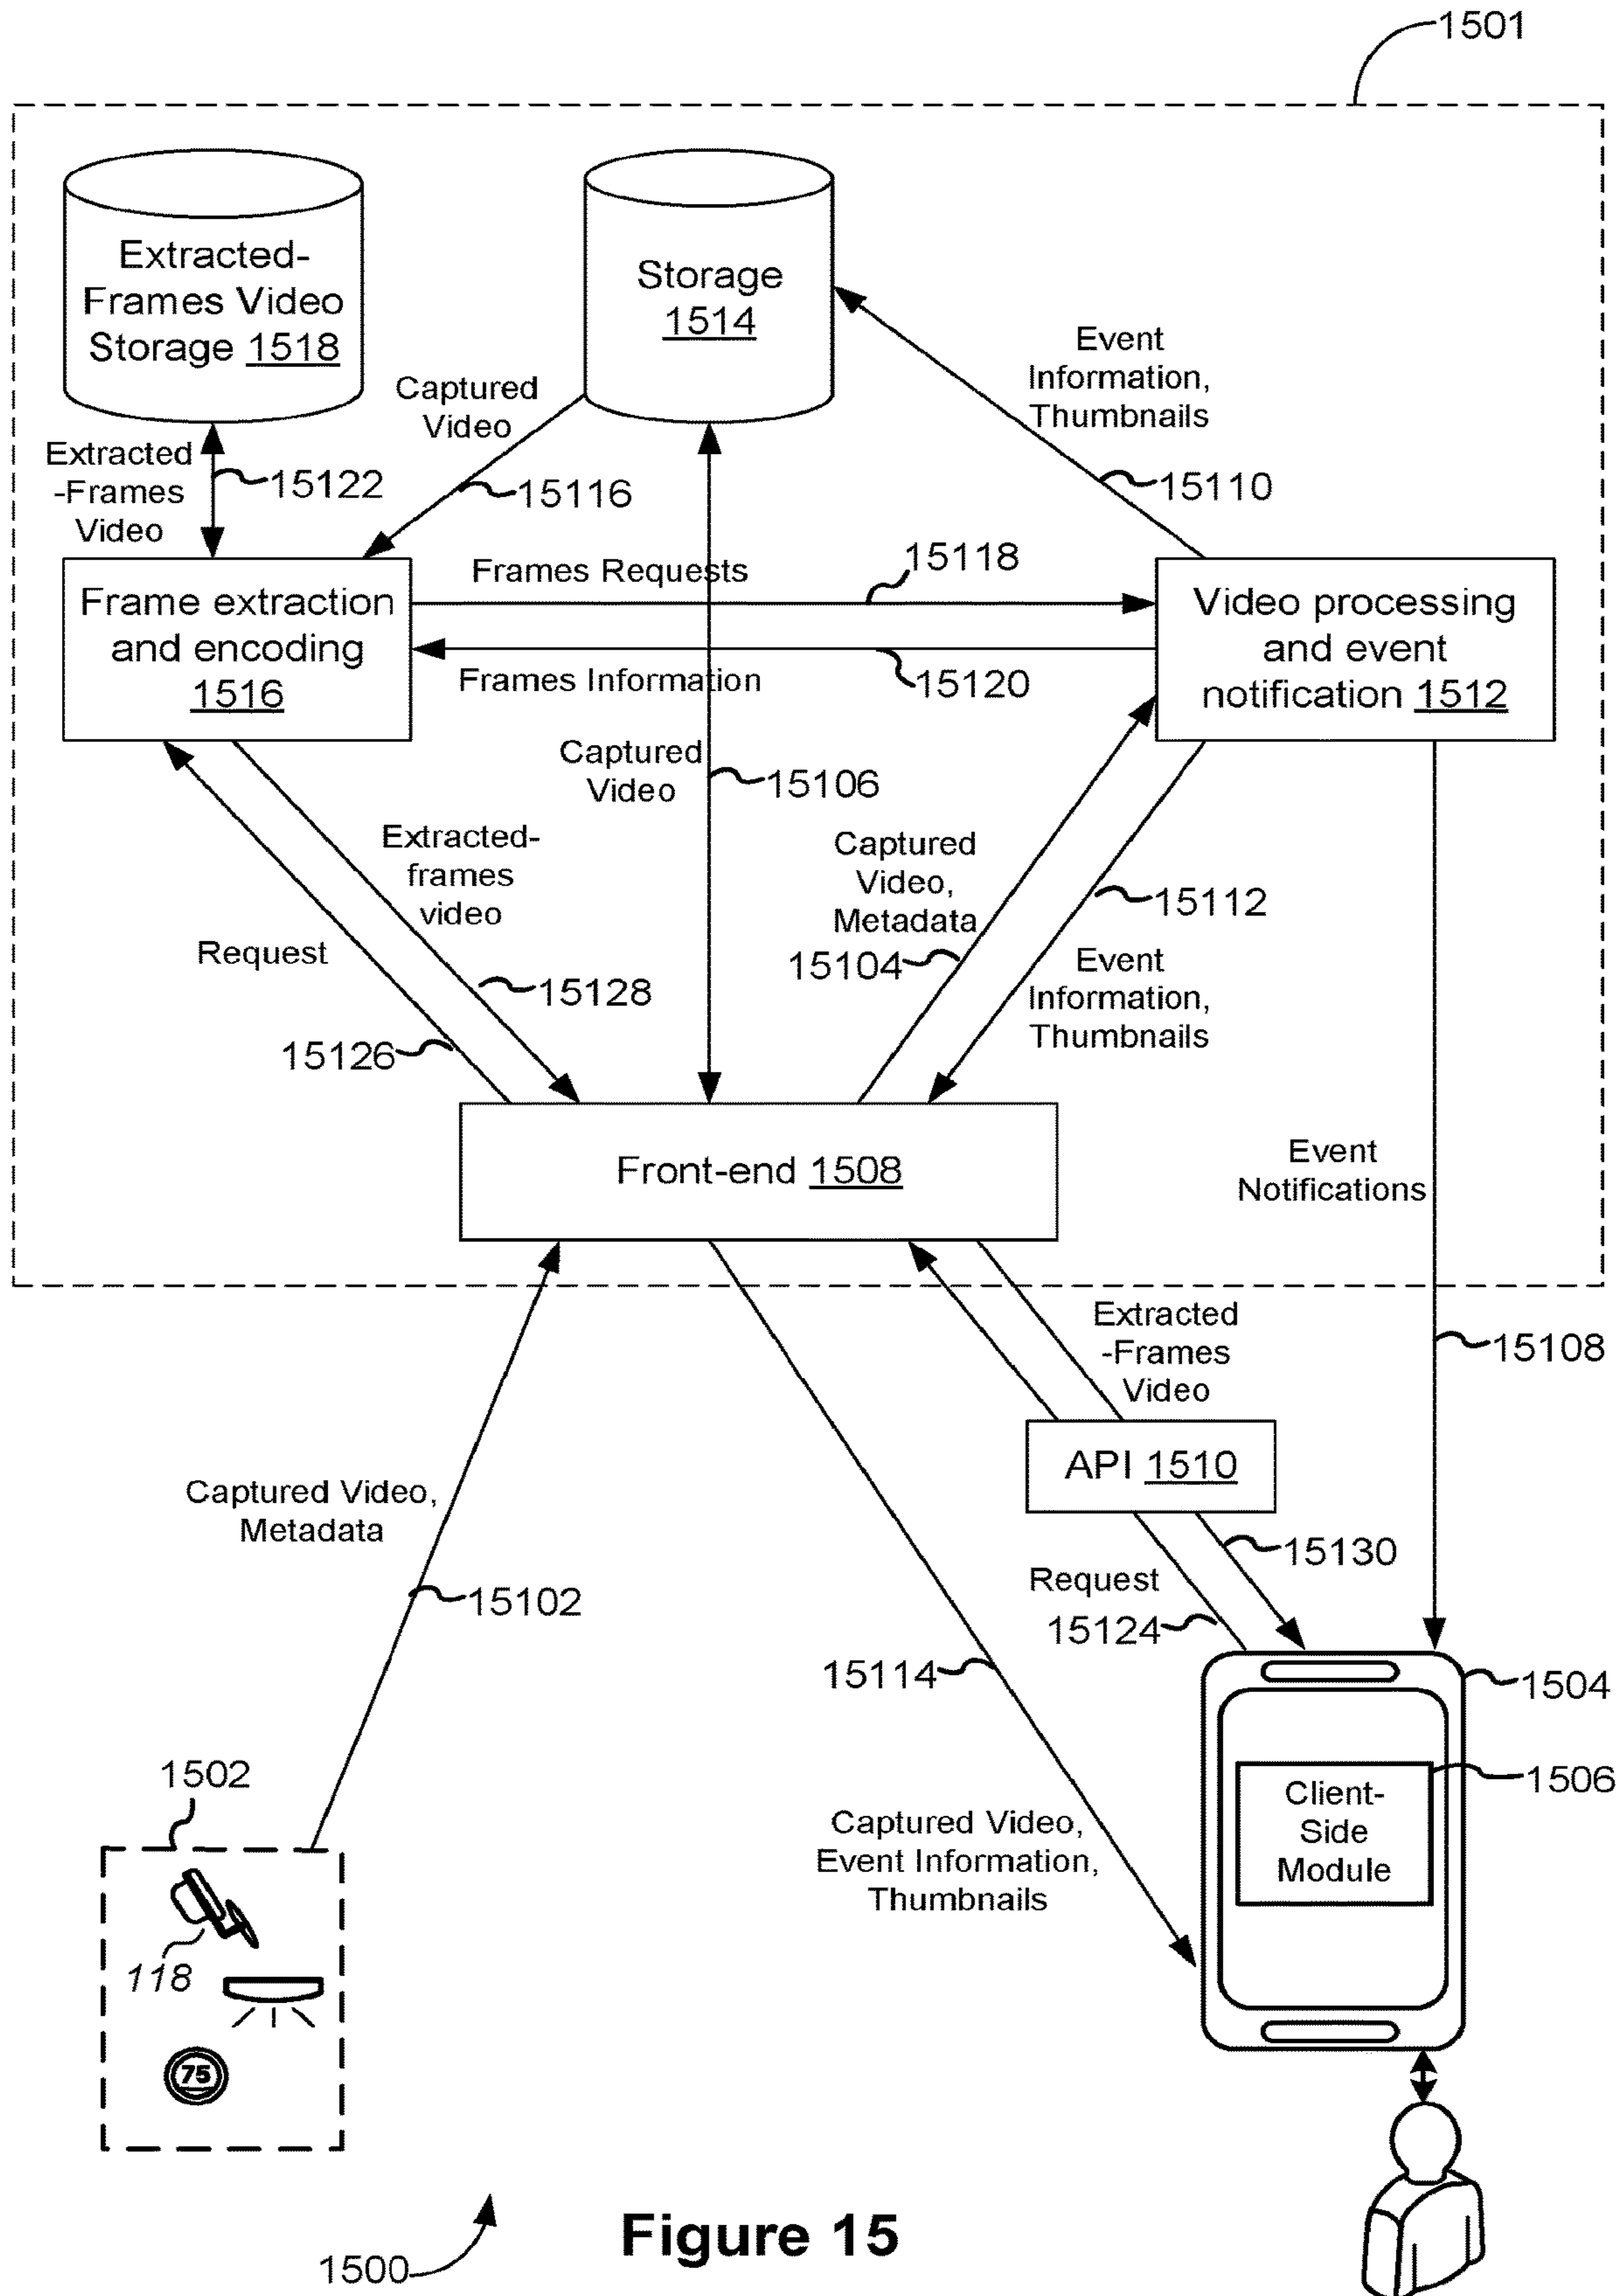 1501
Extracted-
Frames Video
Storage 1518
Storage
1514
Event
Information,
Thumbnails
Captured
Video
Extracted
-Frames
Video
15122
15116
15110
Frames Requests
15118
Frame extraction
and encoding
1516
Video processing
and event
notification 1512
Frames Information
15120
Captured
Video
15106
Extracted-
frames
video
Captured
Video,
Metadata
15112
Request
15104
15128
Event
Information,
Thumbnails
15126
Front-end 1508
Event
Notifications
Extracted
-Frames
Video
15108
API 1510
Captured Video,
Metadata
15130
Request
15102
15124
15114
1504
1502
1506
Client-
Side
Module
Captured Video,
Event Information,
Thumbnails
118
75
Figure 15
1500